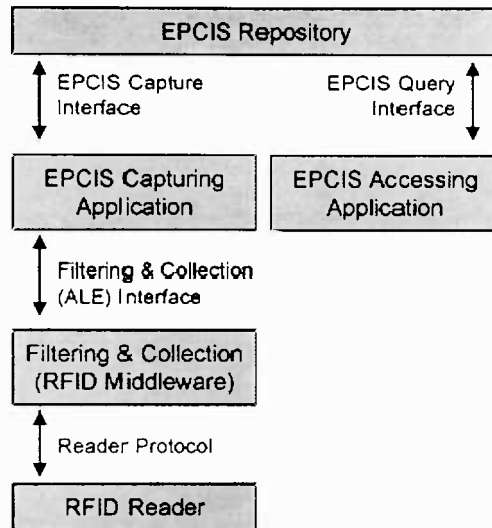 EPCIS Repository
EPCIS Capture
Interface
EPCIS Query
Interface
EPCIS Capturing
Application
EPCIS Accessing
Application
Filtering & Collection
(ALE) Interface
Filtering & Collection
(RFID Middleware)
Reader Protocol
RFID Reader